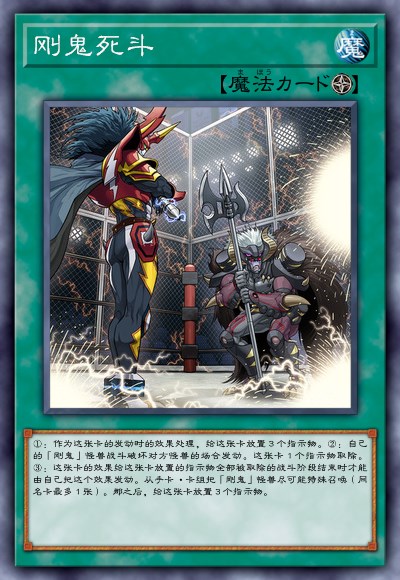 刚鬼死斗
魔
【魔法カード】
まほう
①：作为这张卡的发动时的效果处理，给这张卡放置３个指示物。②：自己
的「刚鬼」怪兽战斗破坏对方怪兽的场合发动。这张卡１个指示物取除。
③：这张卡的效果给这张卡放置的指示物全部被取除的战斗阶段结束时才能
由自己把这个效果发动。从手卡·卡组把「刚鬼」怪兽尽可能特殊召唤（同
名卡最多１张）。那之后，给这张卡放置３个指示物。